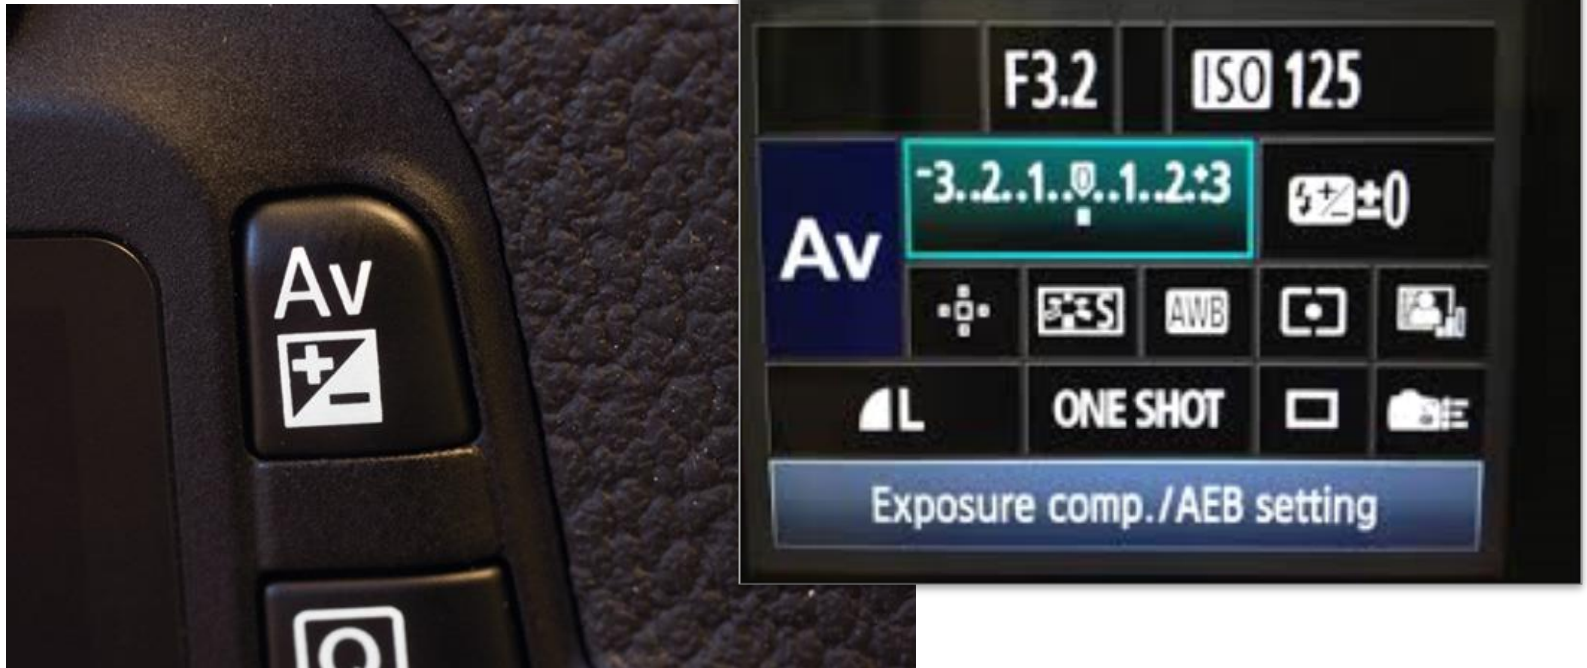 Av
Q
F3.2
ISO 125
-3..2..1..0..1..2..+3
±0
Av
S
AWB
L
ONE SHOT
Exposure comp./AEB setting